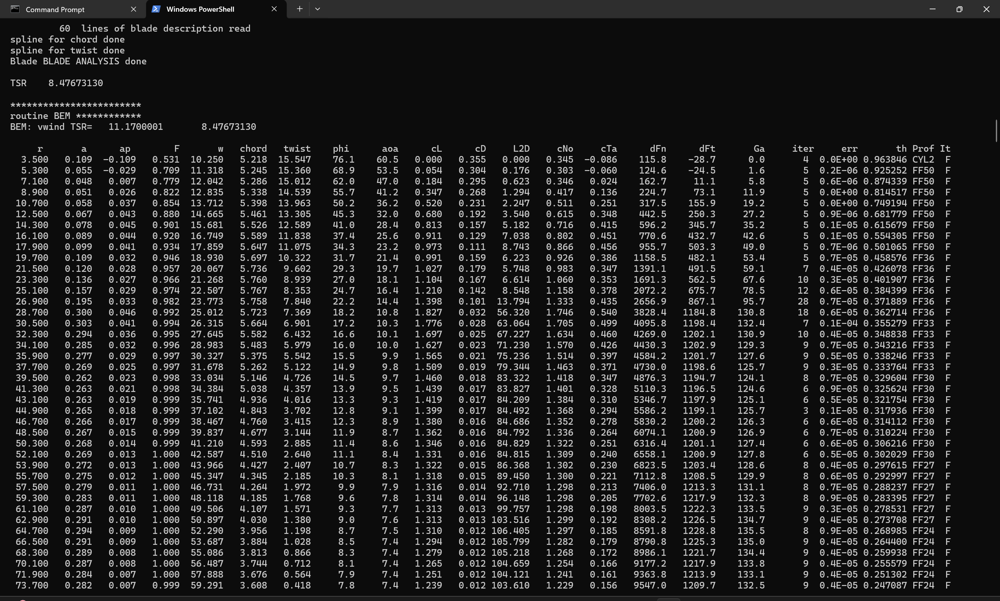 Command Prompt
Windows PowerShell
60 lines of blade description read
spline for chord done
spline for twist done
Blade BLADE ANALYSIS done
TSR 8.47673130
************************
routine BEM ************
BEM: vwind TSR= 11.1700001 8.47673130
r a ap F w chord twist phi aoa cL cD L2D cNo cTa dFn dFt Ga iter err th Prof It
3.500 0.109 -0.109 0.531 10.250 5.218 15.547 76.1 60.5 0.000 0.355 0.000 0.345 -0.086 115.8 -28.7 0.0 4 0.0E+00 0.963846 CYL2 F
5.300 0.055 -0.029 0.709 11.318 5.245 15.360 68.9 53.5 0.054 0.304 0.176 0.303 -0.060 124.6 -24.5 1.6 5 0.2E-06 0.925252 FF50 F
7.100 0.048 0.007 0.779 12.042 5.286 15.012 62.0 47.0 0.184 0.295 0.623 0.346 0.024 162.7 11.1 5.8 5 0.6E-06 0.874339 FF50 F
8.900 0.051 0.026 0.822 12.835 5.338 14.539 55.7 41.2 0.347 0.268 1.294 0.417 0.136 224.7 73.1 11.9 5 0.0E+00 0.814517 FF50 F
10.700 0.058 0.037 0.854 13.712 5.398 13.963 50.2 36.2 0.520 0.231 2.247 0.511 0.251 317.5 155.9 19.2 5 0.0E+00 0.749194 FF50 F
12.500 0.067 0.043 0.880 14.665 5.461 13.305 45.3 32.0 0.680 0.192 3.540 0.615 0.348 442.5 250.3 27.2 5 0.9E-06 0.681779 FF50 F
14.300 0.078 0.045 0.901 15.681 5.526 12.589 41.0 28.4 0.813 0.157 5.182 0.716 0.415 596.2 345.7 35.2 5 0.1E-05 0.615679 FF50 F
16.100 0.089 0.044 0.920 16.749 5.589 11.838 37.4 25.6 0.911 0.129 7.038 0.802 0.451 770.6 432.7 42.6 5 0.1E-05 0.554305 FF50 F
17.900 0.099 0.041 0.934 17.859 5.647 11.075 34.3 23.2 0.973 0.111 8.743 0.866 0.456 955.7 503.3 49.0 5 0.7E-06 0.501065 FF50 F
19.700 0.109 0.032 0.946 18.930 5.697 10.322 31.7 21.4 0.991 0.159 6.223 0.926 0.386 1158.5 482.1 53.4 5 0.7E-05 0.458576 FF36 F
21.500 0.120 0.028 0.957 20.067 5.736 9.602 29.3 19.7 1.027 0.179 5.748 0.983 0.347 1391.1 491.5 59.1 7 0.4E-05 0.426078 FF36 F
23.300 0.136 0.027 0.966 21.268 5.760 8.939 27.0 18.1 1.104 0.167 6.614 1.060 0.353 1691.3 562.5 67.6 10 0.3E-05 0.401907 FF36 F
25.100 0.157 0.029 0.974 22.507 5.767 8.353 24.7 16.4 1.210 0.142 8.548 1.158 0.378 2072.2 675.7 78.5 12 0.6E-05 0.384399 FF36 F
26.900 0.195 0.033 0.982 23.773 5.758 7.840 22.2 14.4 1.398 0.101 13.794 1.333 0.435 2656.9 867.1 95.7 28 0.7E-05 0.371889 FF36 F
28.700 0.300 0.046 0.992 25.012 5.723 7.369 18.2 10.8 1.827 0.032 56.320 1.746 0.540 3828.4 1184.8 130.8 18 0.6E-05 0.362714 FF36 F
30.500 0.303 0.041 0.994 26.315 5.664 6.901 17.2 10.3 1.776 0.028 63.064 1.705 0.499 4095.8 1198.4 132.4 7 0.1E-04 0.355279 FF33 F
32.300 0.294 0.036 0.995 27.645 5.582 6.432 16.6 10.1 1.697 0.025 67.227 1.634 0.460 4269.0 1202.1 130.9 10 0.4E-05 0.348838 FF33 F
34.100 0.285 0.032 0.996 28.983 5.483 5.979 16.0 10.0 1.627 0.023 71.230 1.570 0.426 4430.3 1202.9 129.3 9 0.7E-05 0.343216 FF33 F
35.900 0.277 0.029 0.997 30.327 5.375 5.542 15.5 9.9 1.565 0.021 75.236 1.514 0.397 4584.2 1201.7 127.6 9 0.5E-05 0.338246 FF33 F
37.700 0.269 0.025 0.997 31.678 5.262 5.122 14.9 9.8 1.509 0.019 79.344 1.463 0.371 4730.0 1198.6 125.7 9 0.3E-05 0.333764 FF33 F
39.500 0.262 0.023 0.998 33.034 5.146 4.726 14.5 9.7 1.460 0.018 83.322 1.418 0.347 4876.3 1194.7 124.1 8 0.7E-05 0.329604 FF30 F
41.300 0.263 0.021 0.998 34.384 5.038 4.357 13.9 9.5 1.439 0.017 83.827 1.401 0.328 5110.3 1196.5 124.6 6 0.9E-05 0.325624 FF30 F
43.100 0.263 0.019 0.999 35.741 4.936 4.016 13.3 9.3 1.419 0.017 84.209 1.384 0.310 5346.7 1197.9 125.1 6 0.5E-05 0.321754 FF30 F
44.900 0.265 0.018 0.999 37.102 4.843 3.702 12.8 9.1 1.399 0.017 84.492 1.368 0.294 5586.2 1199.1 125.7 3 0.1E-05 0.317936 FF30 F
46.700 0.266 0.017 0.999 38.467 4.760 3.415 12.3 8.9 1.380 0.016 84.686 1.352 0.278 5830.2 1200.2 126.3 6 0.6E-05 0.314112 FF30 F
48.500 0.267 0.015 0.999 39.837 4.677 3.144 11.9 8.7 1.362 0.016 84.792 1.336 0.264 6074.1 1200.9 126.9 6 0.7E-05 0.310224 FF30 F
50.300 0.268 0.014 0.999 41.210 4.593 2.885 11.4 8.6 1.346 0.016 84.829 1.322 0.251 6316.4 1201.1 127.4 6 0.6E-05 0.306216 FF30 F
52.100 0.269 0.013 1.000 42.587 4.510 2.640 11.1 8.4 1.331 0.016 84.815 1.309 0.240 6558.1 1200.9 127.8 6 0.5E-05 0.302029 FF30 F
53.900 0.272 0.013 1.000 43.966 4.427 2.407 10.7 8.3 1.322 0.015 86.368 1.302 0.230 6823.5 1203.4 128.6 8 0.4E-05 0.297615 FF27 F
55.700 0.275 0.012 1.000 45.347 4.345 2.185 10.3 8.1 1.318 0.015 89.450 1.300 0.221 7112.8 1208.5 129.9 8 0.6E-05 0.292997 FF27 F
57.500 0.279 0.011 1.000 46.731 4.264 1.972 9.9 7.9 1.316 0.014 92.710 1.298 0.213 7406.0 1213.3 131.1 8 0.7E-05 0.288237 FF27 F
59.300 0.283 0.011 1.000 48.118 4.185 1.768 9.6 7.8 1.314 0.014 96.148 1.298 0.205 7702.6 1217.9 132.3 8 0.9E-05 0.283395 FF27 F
61.100 0.287 0.010 1.000 49.506 4.107 1.571 9.3 7.7 1.313 0.013 99.757 1.298 0.198 8003.5 1222.3 133.5 9 0.3E-05 0.278531 FF27 F
62.900 0.291 0.010 1.000 50.897 4.030 1.380 9.0 7.6 1.313 0.013 103.516 1.299 0.192 8308.2 1226.5 134.7 9 0.4E-05 0.273708 FF27 F
64.700 0.294 0.009 1.000 52.290 3.956 1.198 8.7 7.5 1.310 0.012 106.405 1.297 0.185 8591.8 1228.8 135.5 8 0.9E-05 0.268985 FF24 F
66.500 0.291 0.009 1.000 53.687 3.884 1.028 8.5 7.4 1.294 0.012 105.799 1.282 0.179 8790.8 1225.3 135.0 9 0.4E-05 0.264400 FF24 F
68.300 0.289 0.008 1.000 55.086 3.813 0.866 8.3 7.4 1.279 0.012 105.218 1.268 0.172 8986.1 1221.7 134.4 9 0.4E-05 0.259938 FF24 F
70.100 0.287 0.008 1.000 56.487 3.744 0.712 8.1 7.4 1.265 0.012 104.659 1.254 0.166 9177.2 1217.9 133.8 9 0.4E-05 0.255579 FF24 F
71.900 0.284 0.007 1.000 57.888 3.676 0.564 7.9 7.4 1.251 0.012 104.121 1.241 0.161 9363.8 1213.9 133.1 9 0.4E-05 0.251302 FF24 F
73.700 0.282 0.007 0.999 59.291 3.608 0.418 7.8 7.4 1.239 0.012 103.610 1.229 0.156 9547.0 1209.7 132.5 9 0.4E-05 0.247087 FF24 F